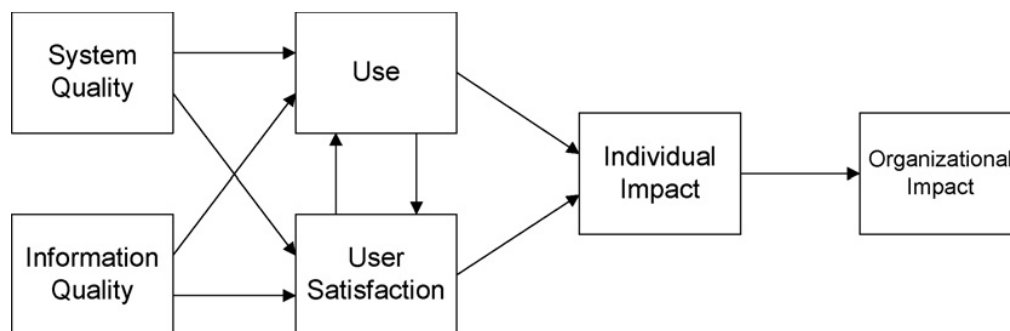 System
Quality
Use
Individual
Impact
Organizational
Impact
Information
Quality
User
Satisfaction